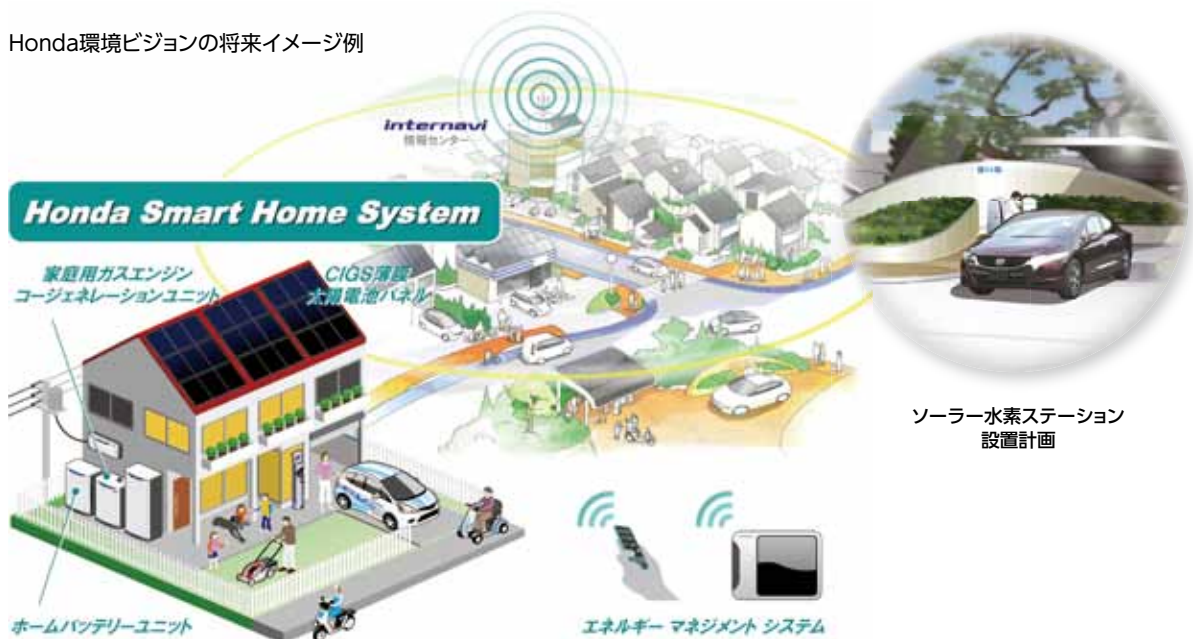 Honda環境ビジョンの将来イメージ例
internavi
情報センター
Honda Smart Home System
家庭用ガスエンジン
コージェネレーションユニット
CIGS薄膜
太陽電池パネル
ソーラー水素ステーション
設置計画
ホームバッテリーユニット
エネルギー マネジメント システム